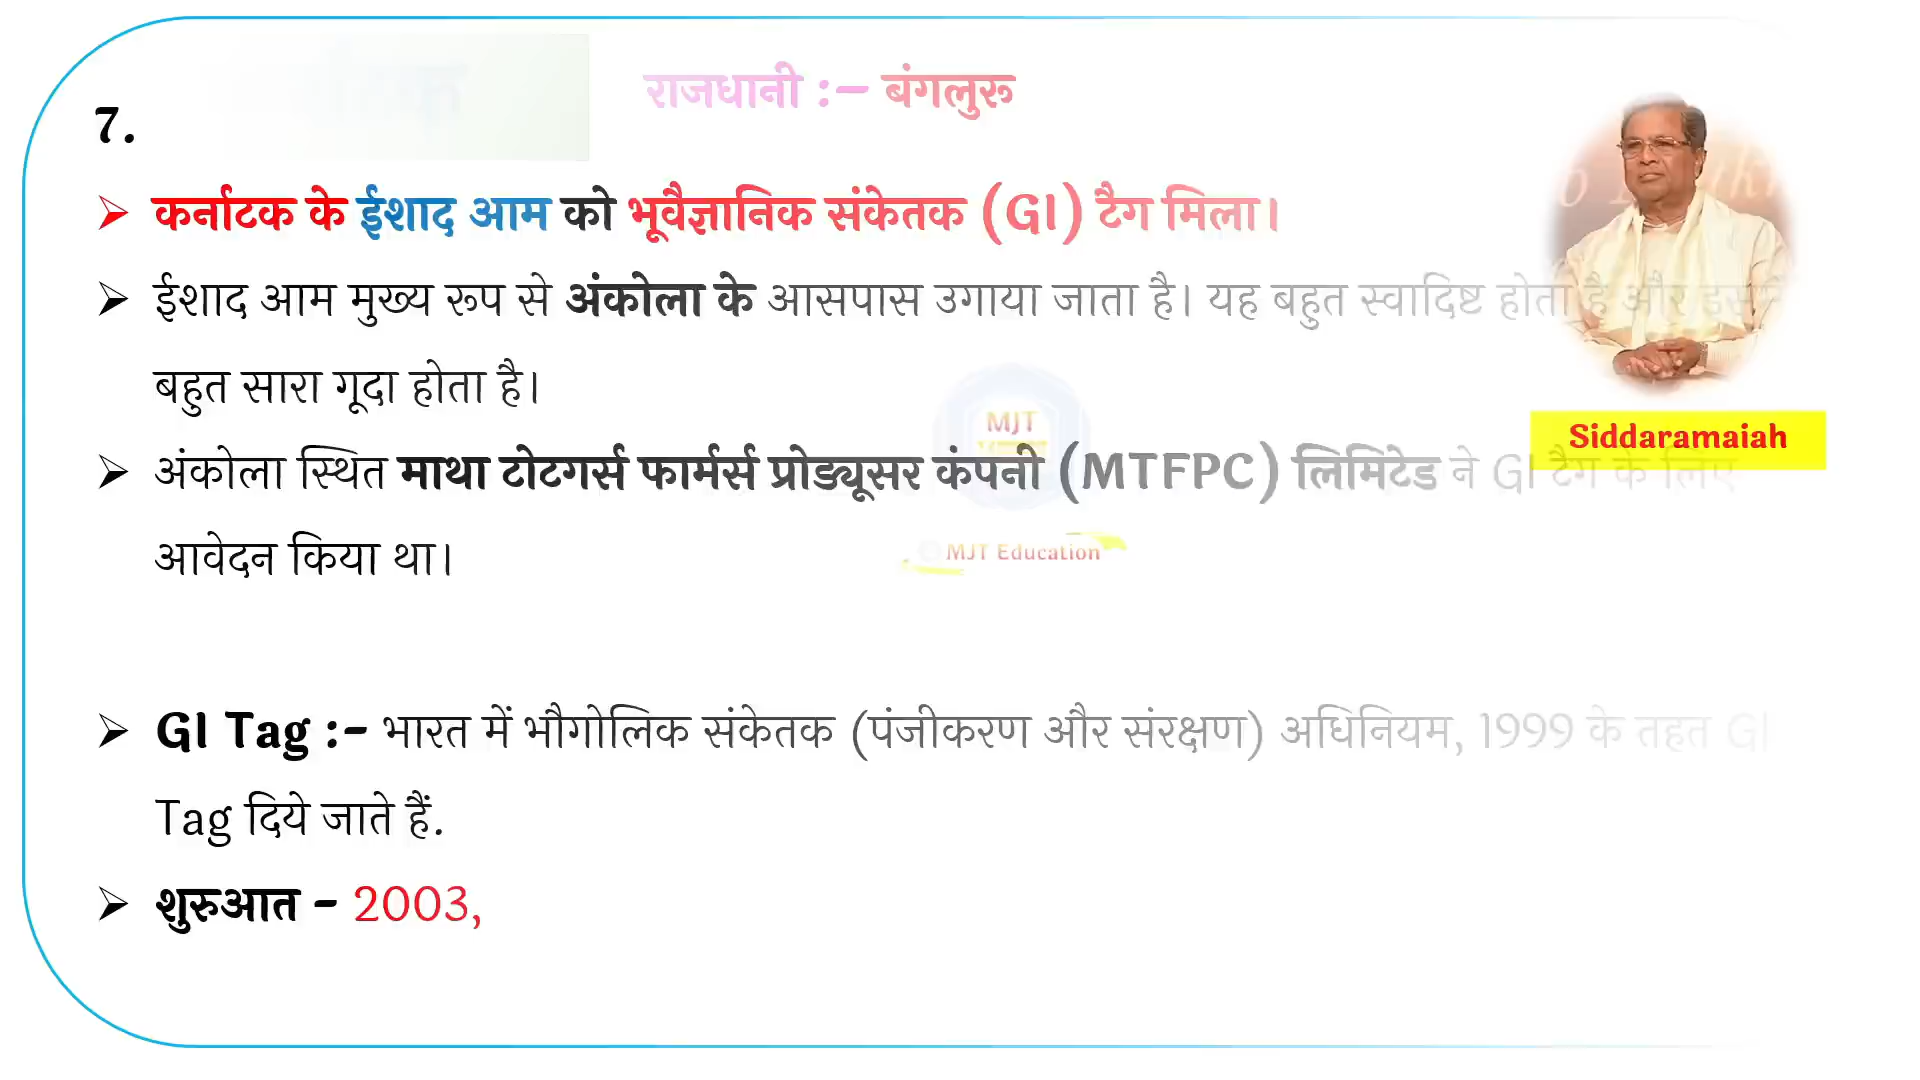 राजधानी :– बंगलुरू
7.
➢ कर्नाटक के ईशाद आम को भूवैज्ञानिक संकेतक (GI) टैग मिला।
➢ ईशाद आम मुख्य रूप से अंकोला के आसपास उगाया जाता है। यह बहुत स्वादिष्ट होता है और इसमें
बहुत सारा गूदा होता है।
MJT
Siddaramaiah
➢ अंकोला स्थित माथा टोटगर्स फार्मर्स प्रोड्यूसर कंपनी (MTFPC) लिमिटेड ने GI टैग के लिए
आवेदन किया था।
MJT Education
➢ GI Tag :- भारत में भौगोलिक संकेतक (पंजीकरण और संरक्षण) अधिनियम, 1999 के तहत GI
Tag दिये जाते हैं.
➢ शुरुआत - 2003,